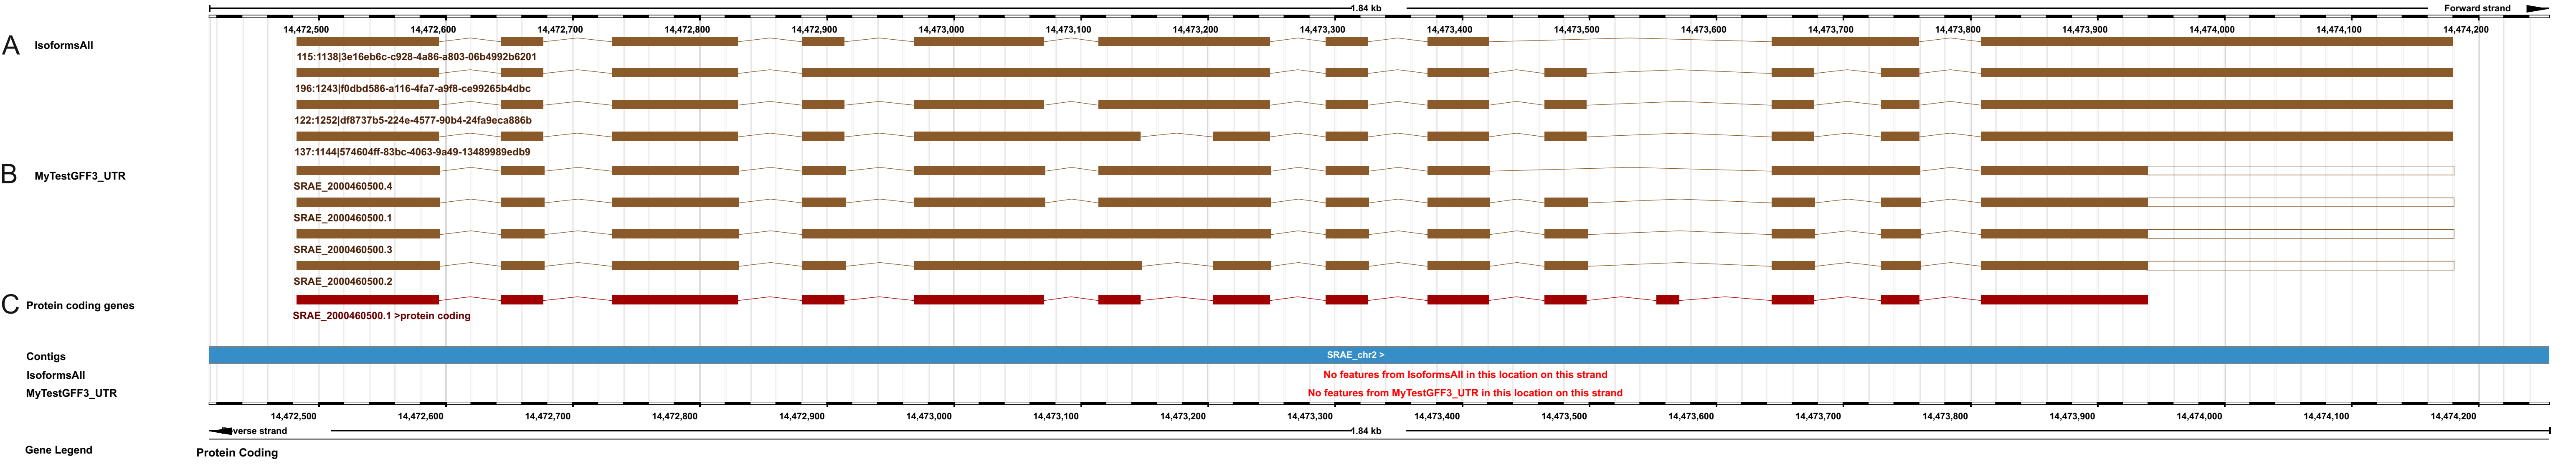 1.84 kb Forward strand
14,472,500 14,472,600 14,472,700 14,472,800 14,472,900 14,473,000 14,473,100 14,473,200 14,473,300 14,473,400 14,473,500 14,473,600 14,473,700 14,473,800 14,473,900 14,474,000 14,474,100 14,474,200
A IsoformsAll
115:1138|3e16eb6c-c928-4a86-a803-06b4992b6201
196:1243|f0dbd586-a116-4fa7-a9f8-ce99265b4dbc
122:1252|df8737b5-224e-4577-90b4-24fa9eca886b
137:1144|574604ff-83bc-4063-9a49-13489989edb9
B MyTestGFF3_UTR
SRAE_2000460500.4
SRAE_2000460500.1
SRAE_2000460500.3
SRAE_2000460500.2
C Protein coding genes
SRAE_2000460500.1 >protein coding
Contigs SRAE_chr2 >
IsoformsAll No features from IsoformsAll in this location on this strand
MyTestGFF3_UTR No features from MyTestGFF3_UTR in this location on this strand
14,472,500 14,472,600 14,472,700 14,472,800 14,472,900 14,473,000 14,473,100 14,473,200 14,473,300 14,473,400 14,473,500 14,473,600 14,473,700 14,473,800 14,473,900 14,474,000 14,474,100 14,474,200
strand 1.84 kb
Gene Legend Protein Coding